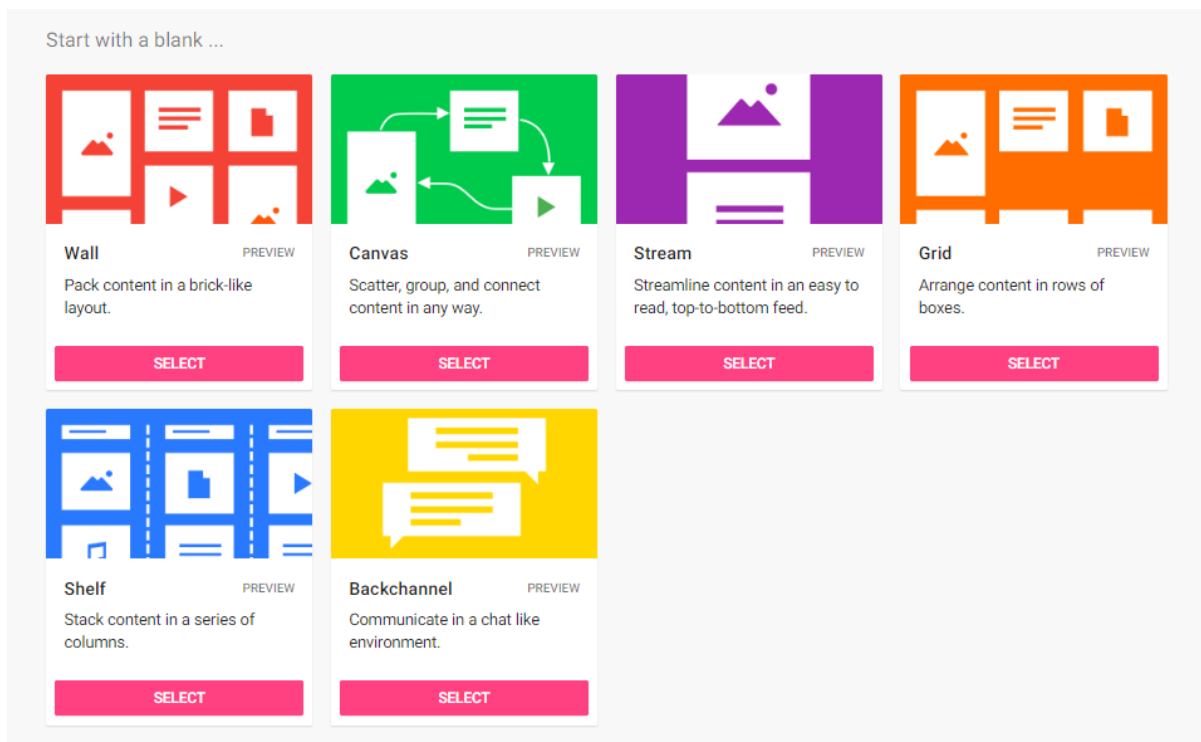 Start with a blank ...
Wall PREVIEW
Pack content in a brick-like
layout.
SELECT
Canvas PREVIEW
Scatter, group, and connect
content in any way.
SELECT
Stream PREVIEW
Streamline content in an easy to
read, top-to-bottom feed.
SELECT
Grid PREVIEW
Arrange content in rows of
boxes.
SELECT
Shelf PREVIEW
Stack content in a series of
columns.
SELECT
Backchannel PREVIEW
Communicate in a chat like
environment.
SELECT